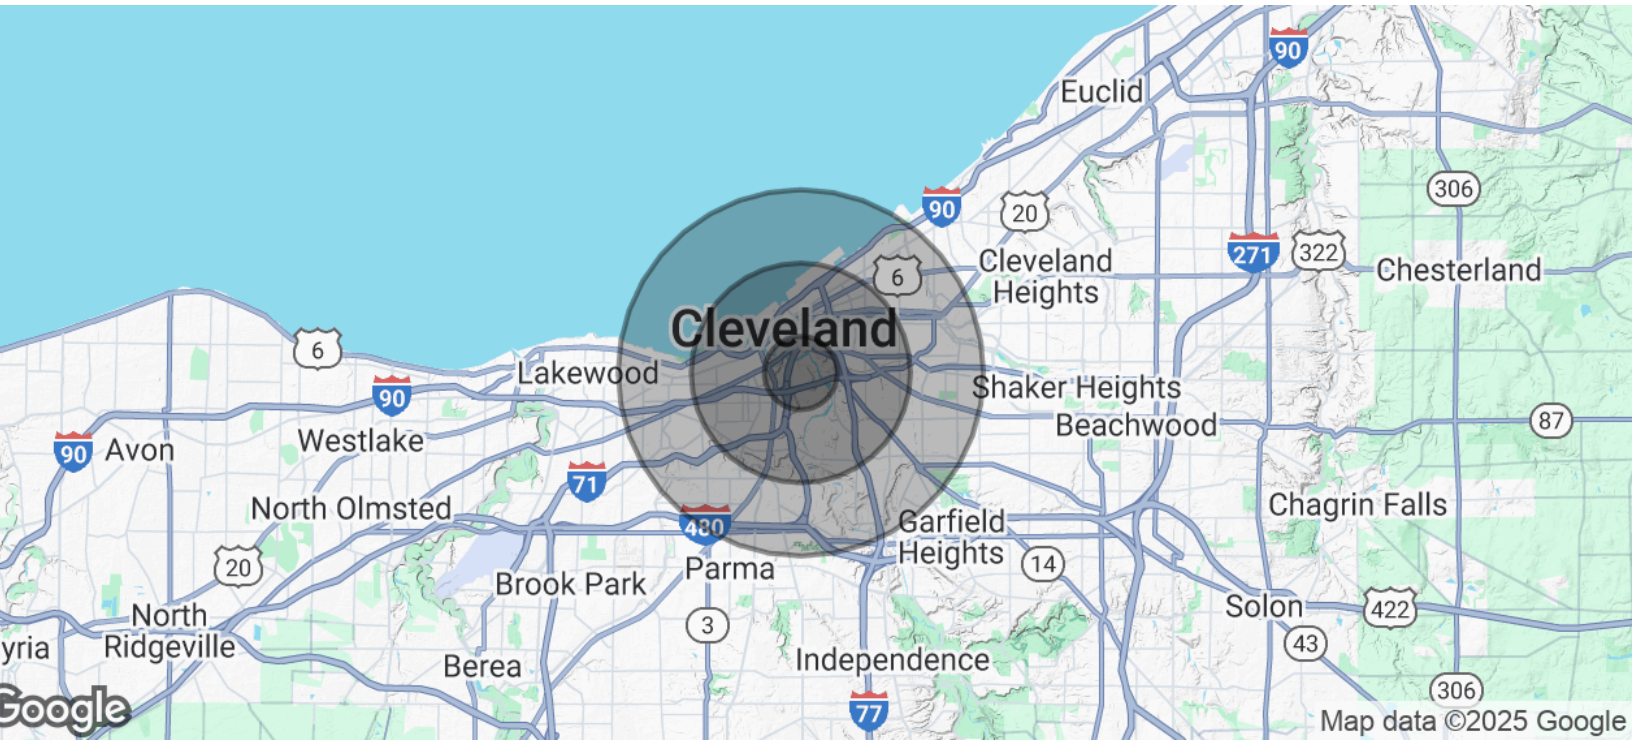 90
Euclid
306
90
20
271
322
Cleveland
Heights
Chesterland
6
Cleveland
6
Lakewood
Shaker Heights
90
Beachwood
87
Westlake
90
Avon
71
North Olmsted
480
Chagrin Falls
Garfield
Heights
20
14
Parma
Brook Park
Solon
422
North
Ridgeville
3
43
yria
Berea
Independence
306
Google
77
Map data ©2025 Google